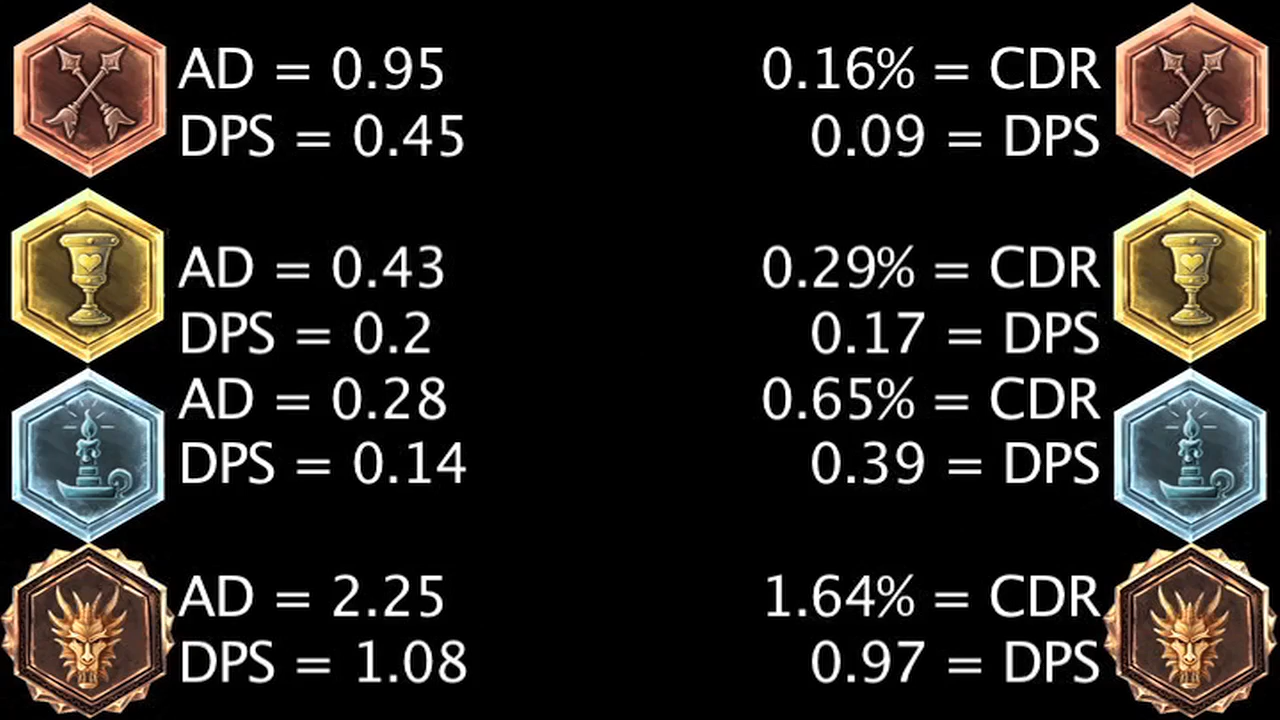 AD = 0.95
DPS = 0.45
AD = 0.43
DPS = 0.2
AD = 0.28
DPS = 0.14
AD = 2.25
DPS = 1.08
0.16% = CDR
0.09 = DPS
0.29% = CDR
0.17 = DPS
0.65% = CDR
0.39 = DPS
1.64% = CDR
0.97 = DPS